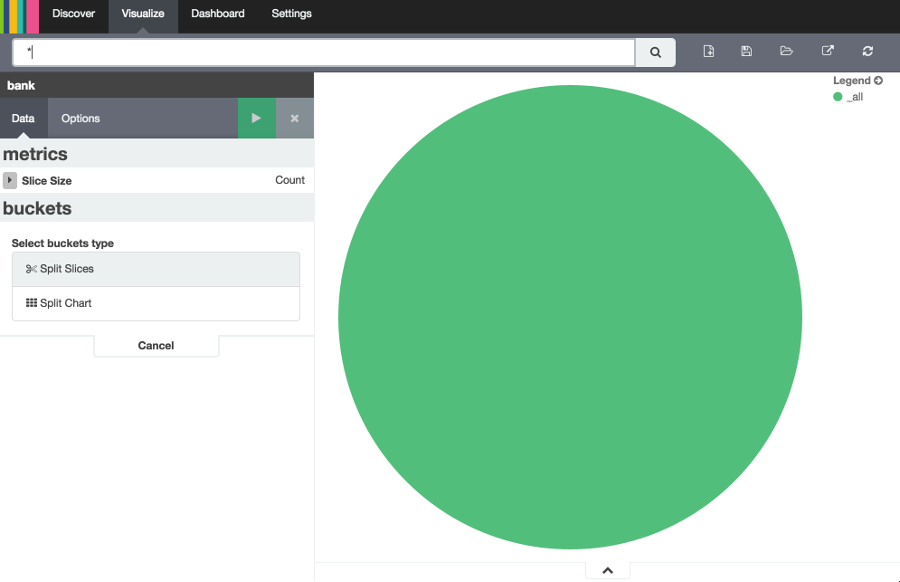 Discover Visualize Dashboard Settings
*
bank
Legend
_all
Data Options
metrics
Slice Size Count
buckets
Select buckets type
Split Slices
Split Chart
Cancel